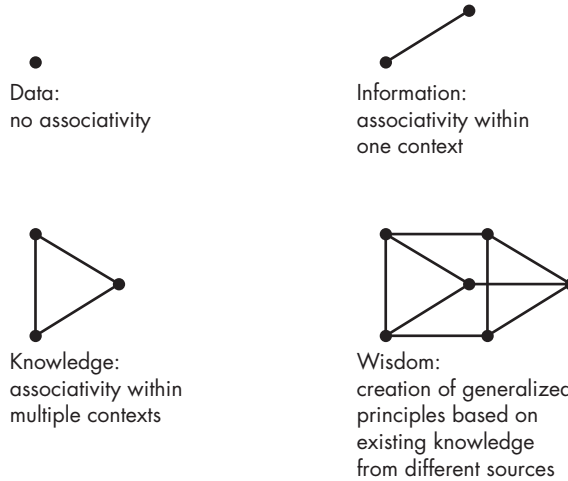 Data:
no associativity
Information:
associativity within
one context
Knowledge:
associativity within
multiple contexts
Wisdom:
creation of generalized
principles based on
existing knowledge
from different sources